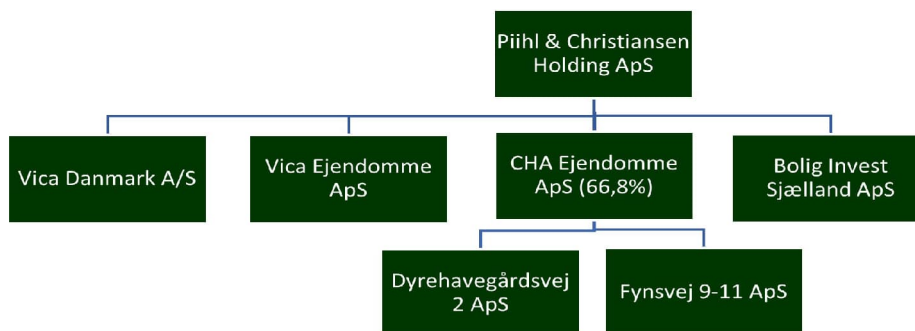 Piihl & Christiansen
Holding ApS
Vica Danmark A/S
Vica Ejendomme
ApS
CHA Ejendomme
ApS (66,8%)
Bolig Invest
Sjælland ApS
Dyrehavegårdsvej
2 ApS
Fynsvej 9-11 ApS